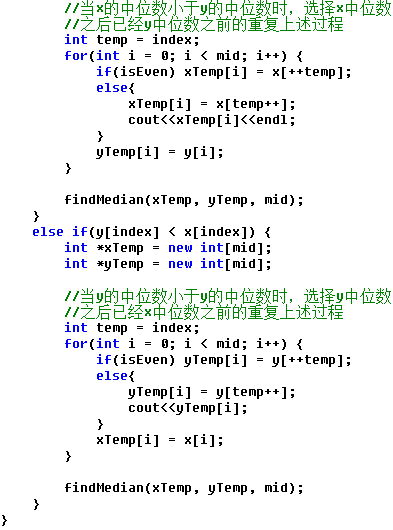 //当x的中位数小于y的中位数时，选择x中位数
//之后已经y中位数之前的重复上述过程
int temp = index;
for(int i = 0; i < mid; i++) {
if(isEven) xTemp[i] = x[++temp];
else{
xTemp[i] = x[temp++];
cout<<xTemp[i]<<endl;
}
yTemp[i] = y[i];
}
findMedian(xTemp, yTemp, mid);
}
else if(y[index] < x[index]) {
int *xTemp = new int[mid];
int *yTemp = new int[mid];
//当y的中位数小于y的中位数时，选择y中位数
//之后已经x中位数之前的重复上述过程
int temp = index;
for(int i = 0; i < mid; i++) {
if(isEven) yTemp[i] = y[++temp];
else{
yTemp[i] = y[temp++];
cout<<yTemp[i];
}
xTemp[i] = x[i];
}
findMedian(xTemp, yTemp, mid);
}
}